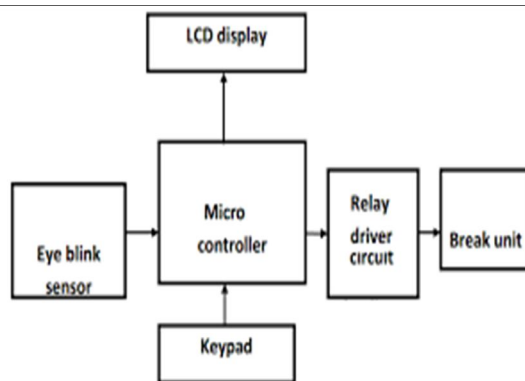 LCD display
Micro
controller
Relay
driver
circuit
Break unit
Eye blink
sensor
Keypad